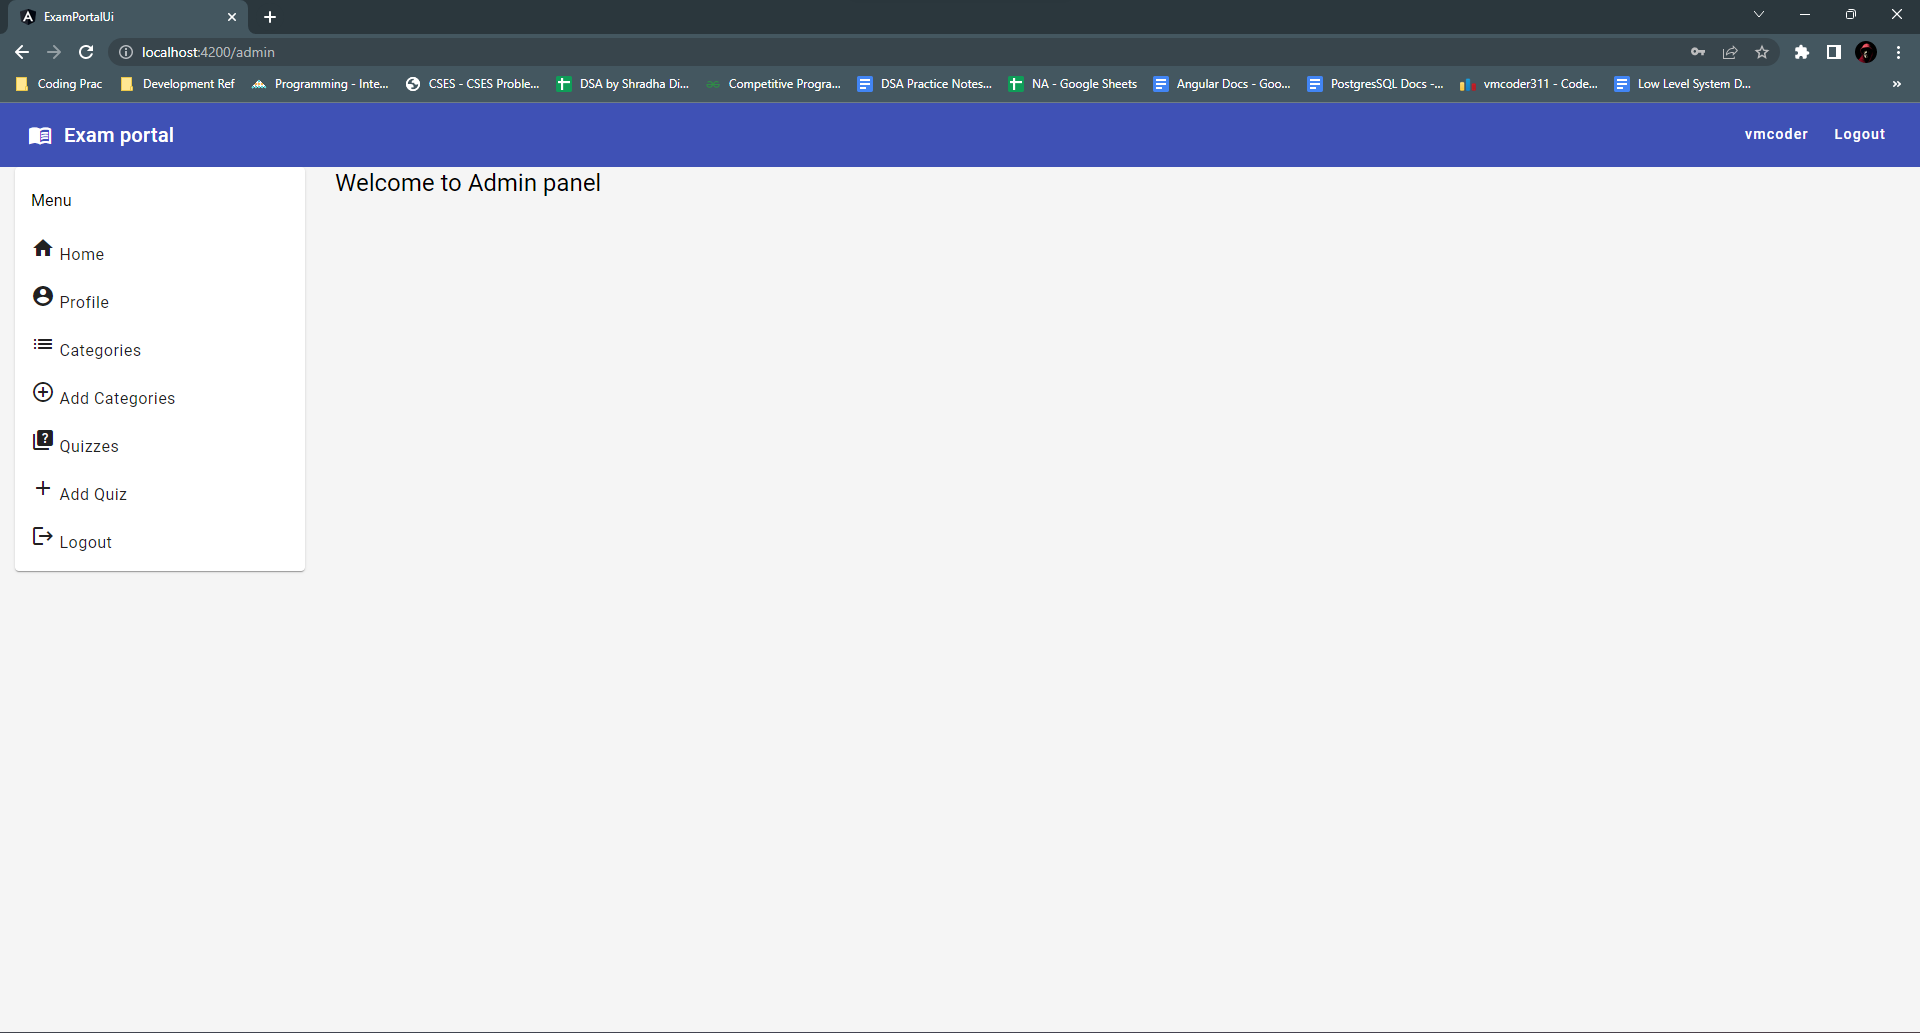 ExamPortalUi
localhost:4200/admin
Coding Prac Development Ref Programming - Inte... CSES - CSES Proble... DSA by Shradha Di... Competitive Progra... DSA Practice Notes... NA - Google Sheets Angular Docs - Goo... PostgresSQL Docs -... vmcoder311 - Code... Low Level System D... »
Exam portal vmcoder Logout
Welcome to Admin panel
Menu
Home
Profile
Categories
Add Categories
Quizzes
Add Quiz
Logout